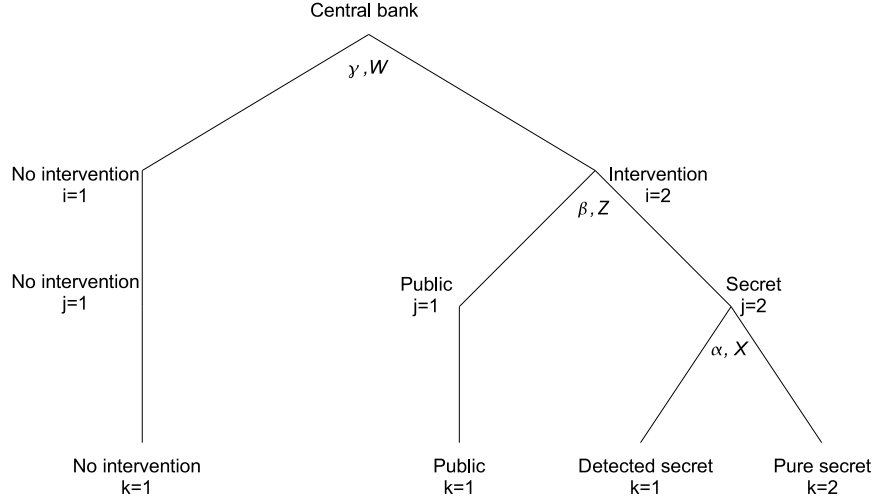 Central bank
γ, W
No intervention
i=1
Intervention
i=2
β, Z
No intervention
j=1
Public
j=1
Secret
j=2
α, X
No intervention
k=1
Public
k=1
Detected secret
k=1
Pure secret
k=2